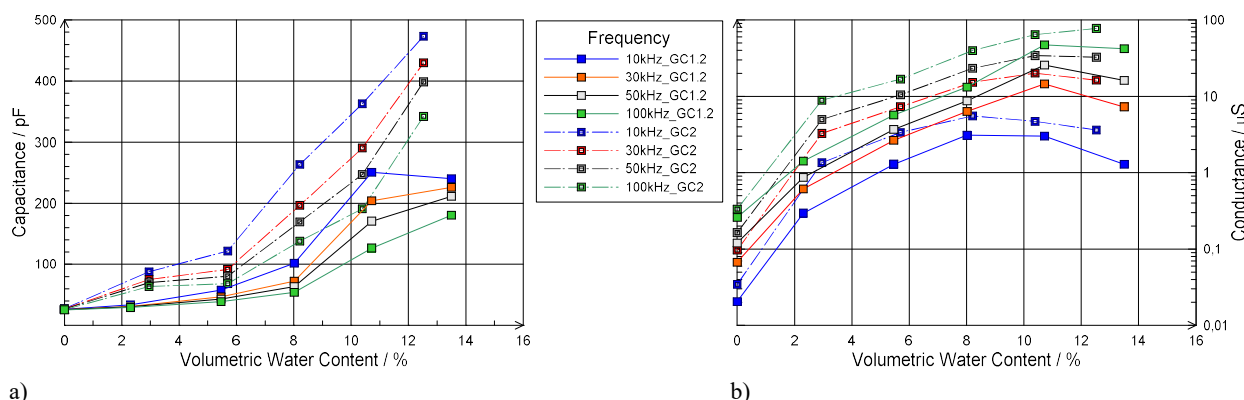 500
400
300
200
100
Capacitance / pF
0 2 4 6 8 10 12 14 16
Volumetric Water Content / %
a)
Frequency
10kHz_GC1.2
30kHz_GC1.2
50kHz_GC1.2
100kHz_GC1.2
10kHz_GC2
30kHz_GC2
50kHz_GC2
100kHz_GC2
100
10
1
0,1
0,01
Conductance / µS
0 2 4 6 8 10 12 14 16
Volumetric Water Content / %
b)